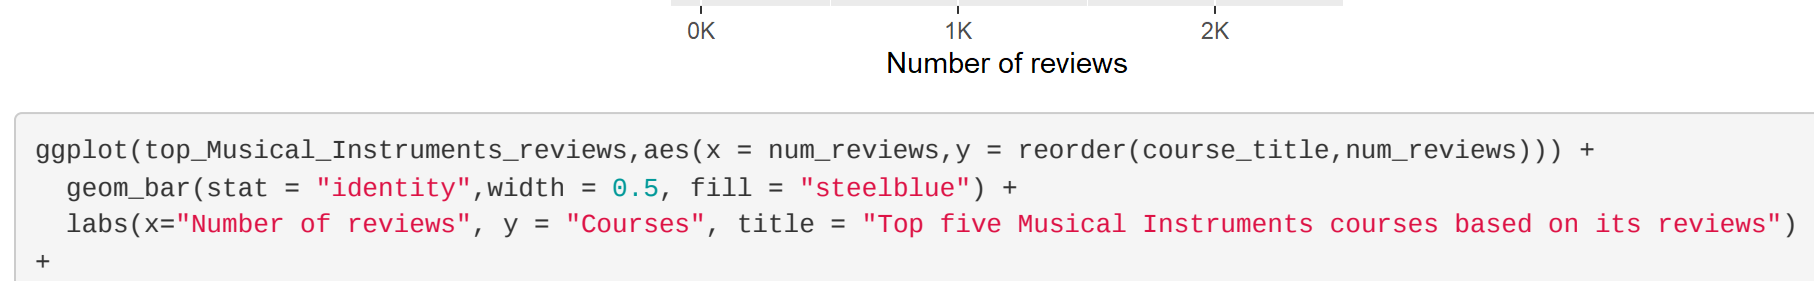 0K 1K 2K
Number of reviews
ggplot(top_Musical_Instruments_reviews,aes(x = num_reviews,y = reorder(course_title,num_reviews))) +
  geom_bar(stat = "identity",width = 0.5, fill = "steelblue") +
  labs(x="Number of reviews", y = "Courses", title = "Top five Musical Instruments courses based on its reviews")
+